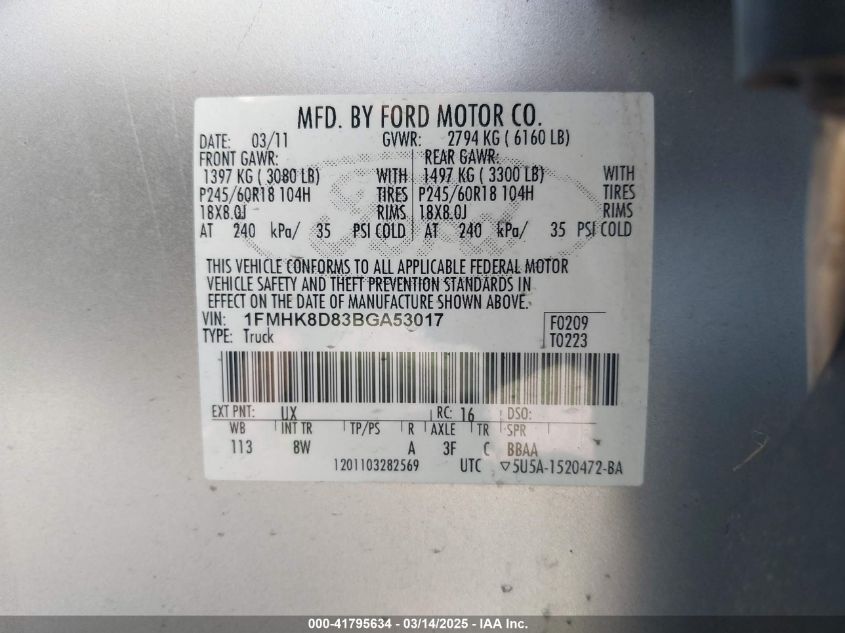 MFD. BY FORD MOTOR CO.
DATE: 03/11 GVWR: 2794 KG ( 6160 LB)
FRONT GAWR: REAR GAWR:
1397 KG ( 3080 LB) WITH 1497 KG ( 3300 LB) WITH
P245/60R18 104H TIRES P245/60R18 104H TIRES
18X8.0J RIMS 18X8.0J RIMS
AT 240 kPa/ 35 PSI COLD AT 240 kPa/ 35 PSI COLD
THIS VEHICLE CONFORMS TO ALL APPLICABLE FEDERAL MOTOR
VEHICLE SAFETY AND THEFT PREVENTION STANDARDS IN
EFFECT ON THE DATE OF MANUFACTURE SHOWN ABOVE.
VIN: 1FMHK8D83BGA53017 F0209
TYPE: Truck T0223
EXT PNT: UX RC: 16 DSO:
WB INT TR TP/PS R AXLE TR SPR
113 8W A 3F C BBAA
1201103282569 UTC ▽5U5A-1520472-BA
000-41795634 - 03/14/2025 - IAA Inc.